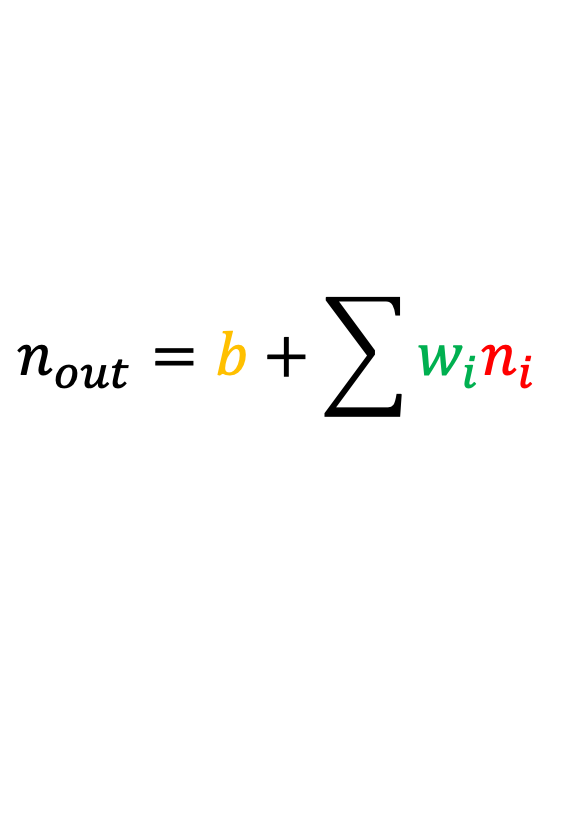 n_out = b + ∑ w_i n_i